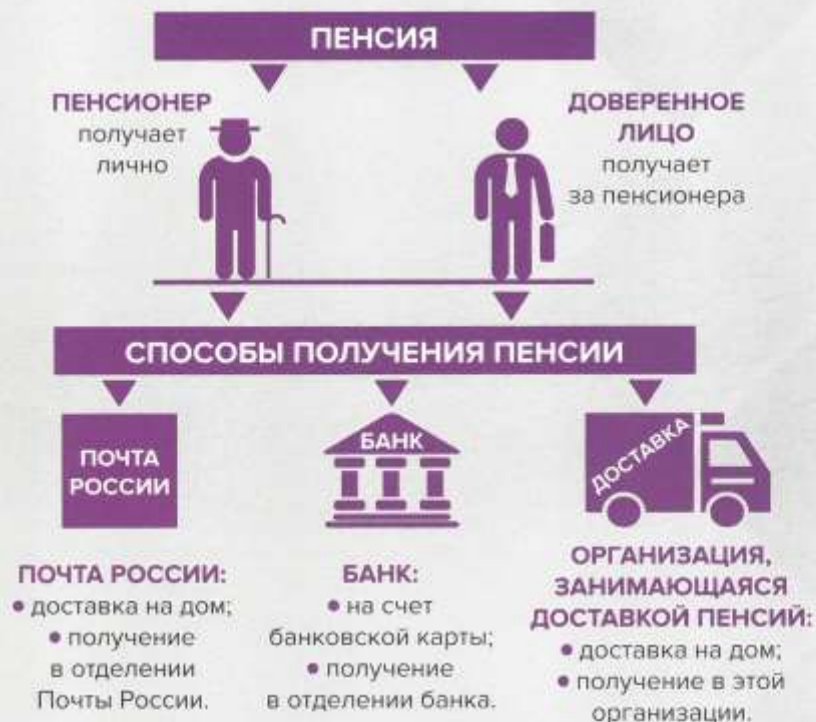 ПЕНСИЯ
ПЕНСИОНЕР
получает
лично
ДОВЕРЕННОЕ
ЛИЦО
получает
за пенсионера
СПОСОБЫ ПОЛУЧЕНИЯ ПЕНСИИ
ПОЧТА
РОССИИ
БАНК
ДОСТАВКА
ПОЧТА РОССИИ:
• доставка на дом;
• получение
в отделении
Почты России.
БАНК:
• на счет
банковской карты;
• получение
в отделении банка.
ОРГАНИЗАЦИЯ,
ЗАНИМАЮЩАЯСЯ
ДОСТАВКОЙ ПЕНСИЙ:
• доставка на дом;
• получение в этой
организации.